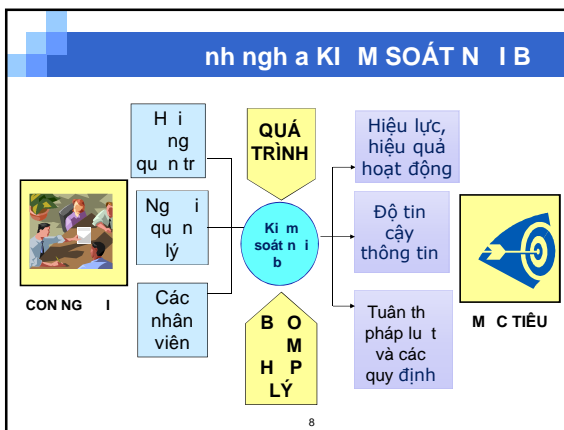 nh ngh a KI M SOÁT N I B
H i
ng
qu n tr
Ng i
qu n
lý
Các
nhân
viên
CON NG I
QUÁ
TRÌNH
Ki m
soát n i
b
B O
M
H P
LÝ
Hiệu lực,
hiệu quả
hoạt động
Độ tin
cậy
thông tin
Tuân th
pháp lu t
và các
quy định
M C TIÊU
8